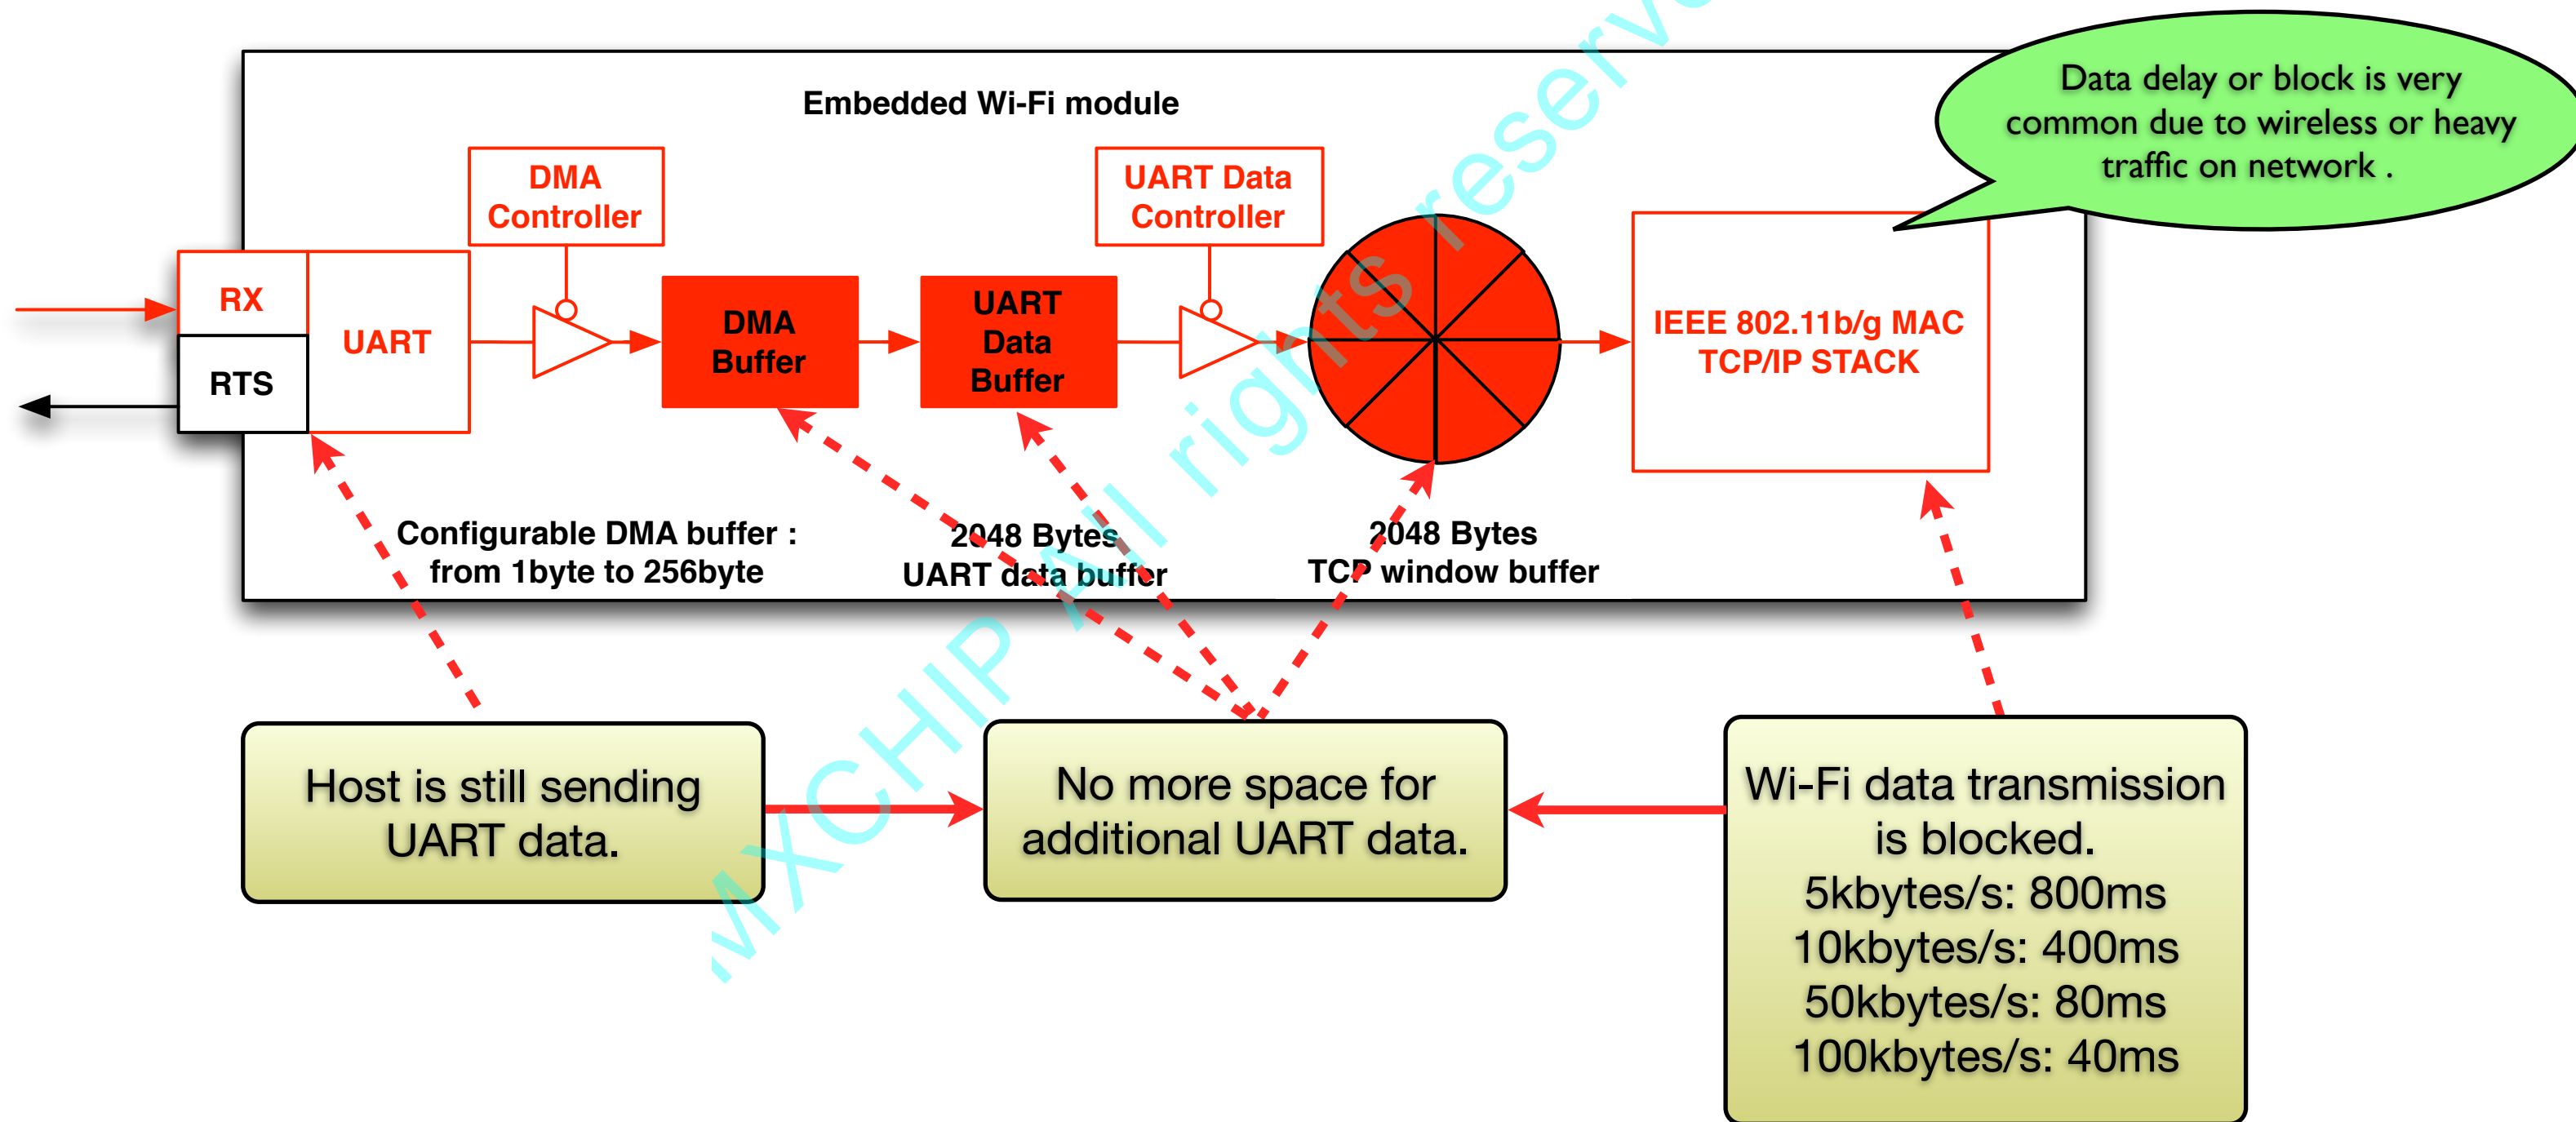 Data delay or block is very
common due to wireless or heavy
traffic on network .
Embedded Wi-Fi module
DMA
Controller
UART Data
Controller
RX
RTS
UART
DMA
Buffer
UART
Data
Buffer
IEEE 802.11b/g MAC
TCP/IP STACK
Configurable DMA buffer :
from 1byte to 256byte
2048 Bytes
UART data buffer
2048 Bytes
TCP window buffer
Host is still sending
UART data.
No more space for
additional UART data.
Wi-Fi data transmission
is blocked.
5kbytes/s: 800ms
10kbytes/s: 400ms
50kbytes/s: 80ms
100kbytes/s: 40ms
MXCHIP All rights